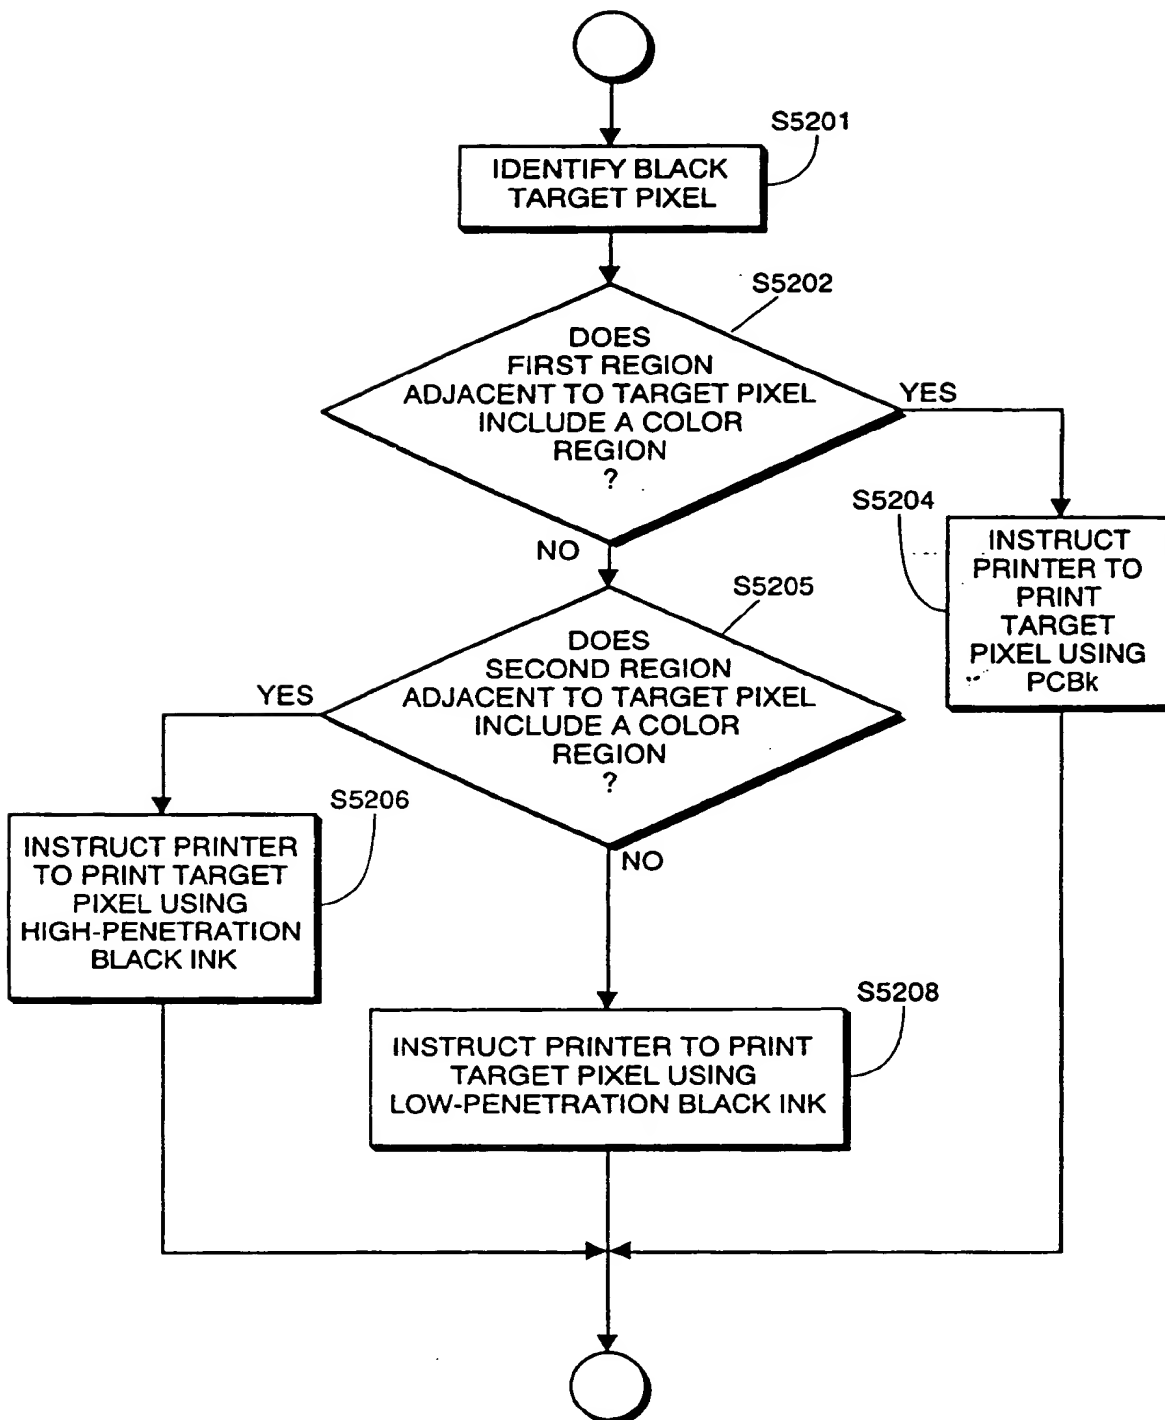 S5201
IDENTIFY BLACK
TARGET PIXEL
S5202
DOES
FIRST REGION
ADJACENT TO TARGET PIXEL
INCLUDE A COLOR
REGION
?
YES
NO
S5204
INSTRUCT
PRINTER TO
PRINT
TARGET
PIXEL USING
PCBk
S5205
DOES
SECOND REGION
ADJACENT TO TARGET PIXEL
INCLUDE A COLOR
REGION
?
YES
NO
S5206
INSTRUCT PRINTER
TO PRINT TARGET
PIXEL USING
HIGH-PENETRATION
BLACK INK
S5208
INSTRUCT PRINTER TO PRINT
TARGET PIXEL USING
LOW-PENETRATION BLACK INK